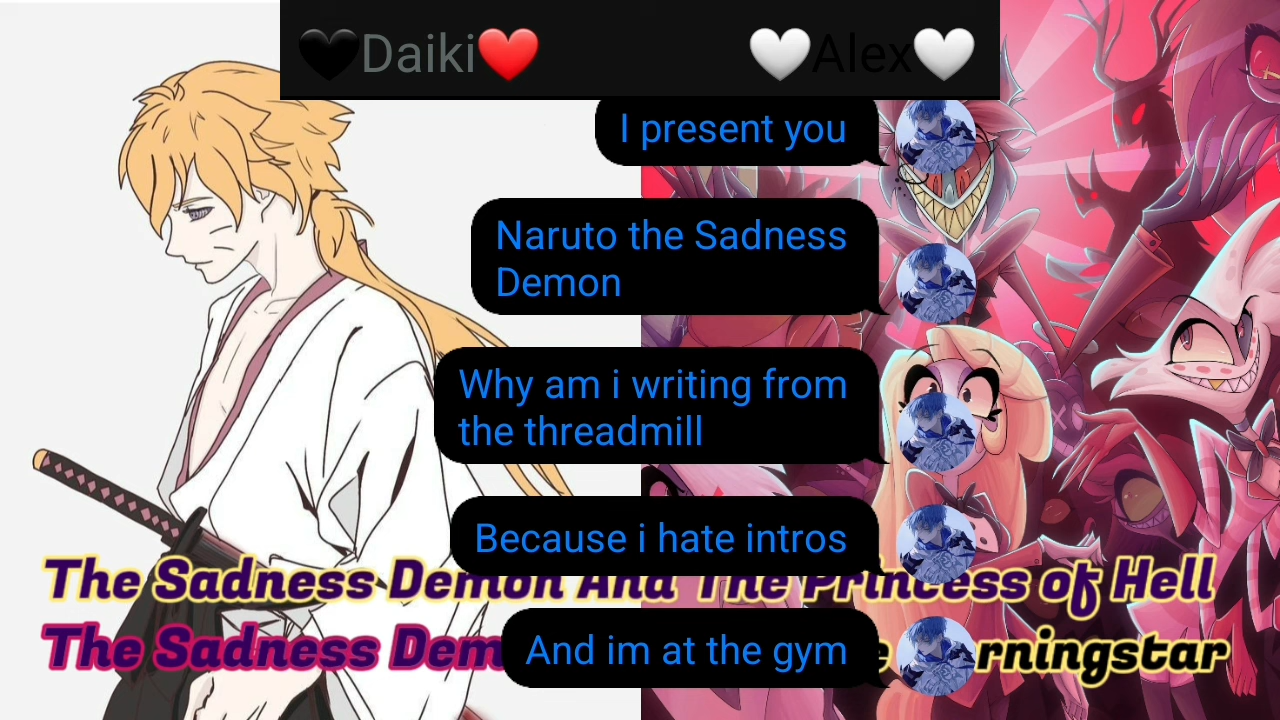 🖤Daiki❤️
🤍Alex🤍
I present you
Naruto the Sadness
Demon
Why am i writing from
the threadmill
Because i hate intros
And im at the gym
The Sadness Demon And The Princess of Hell
The Sadness Dem
rningstar